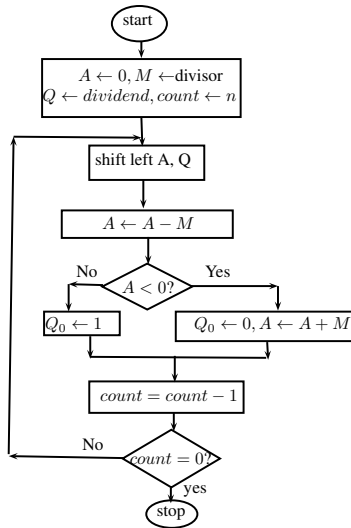 start
A ← 0, M ←divisor
Q ← dividend, count ← n
shift left A, Q
A ← A − M
No
A < 0?
Yes
Q₀ ← 1
Q₀ ← 0, A ← A + M
count = count − 1
No
count = 0?
yes
stop